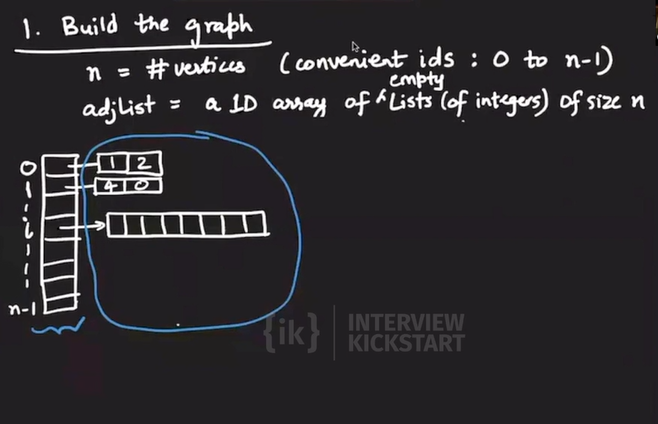 1. Build the graph
n = # vertices (convenient ids : 0 to n-1)
empty
adjList = a 1D array of ^ Lists (of integers) of size n
0 1 2
1 4 0
i
n-1
{ik} INTERVIEW
KICKSTART